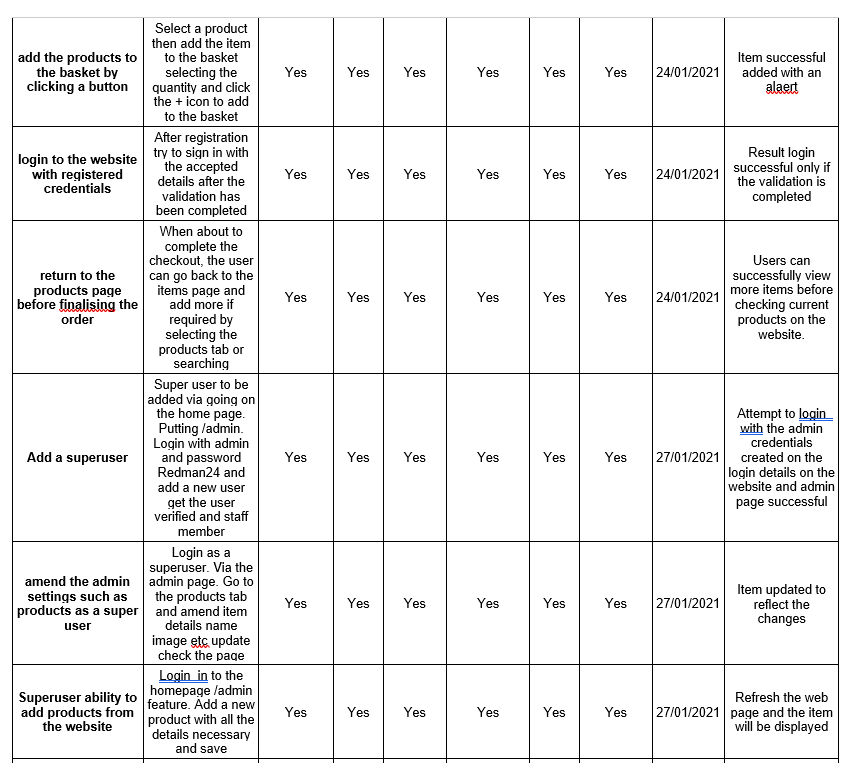 add the products to
the basket by
clicking a button
Select a product
then add the item
to the basket
selecting the
quantity and click
the + icon to add
to the basket
Yes
Yes
Yes
Yes
Yes
Yes
24/01/2021
Item successful
added with an
alaert
login to the website
with registered
credentials
After registration
try to sign in with
the accepted
details after the
validation has
been completed
Yes
Yes
Yes
Yes
Yes
Yes
24/01/2021
Result login
successful only if
the validation is
completed
return to the
products page
before finalising the
order
When about to
complete the
checkout, the user
can go back to the
items page and
add more if
required by
selecting the
products tab or
searching
Yes
Yes
Yes
Yes
Yes
Yes
24/01/2021
Users can
successfully view
more items before
checking current
products on the
website.
Add a superuser
Super user to be
added via going on
the home page.
Putting /admin.
Login with admin
and password
Redman24 and
add a new user
get the user
verified and staff
member
Yes
Yes
Yes
Yes
Yes
Yes
27/01/2021
Attempt to login
with the admin
credentials
created on the
login details on the
website and admin
page successful
amend the admin
settings such as
products as a super
user
Login as a
superuser. Via the
admin page. Go to
the products tab
and amend item
details name
image etc update
check the page
Yes
Yes
Yes
Yes
Yes
Yes
27/01/2021
Item updated to
reflect the
changes
Superuser ability to
add products from
the website
Login in to the
homepage /admin
feature. Add a new
product with all the
details necessary
and save
Yes
Yes
Yes
Yes
Yes
Yes
27/01/2021
Refresh the web
page and the item
will be displayed